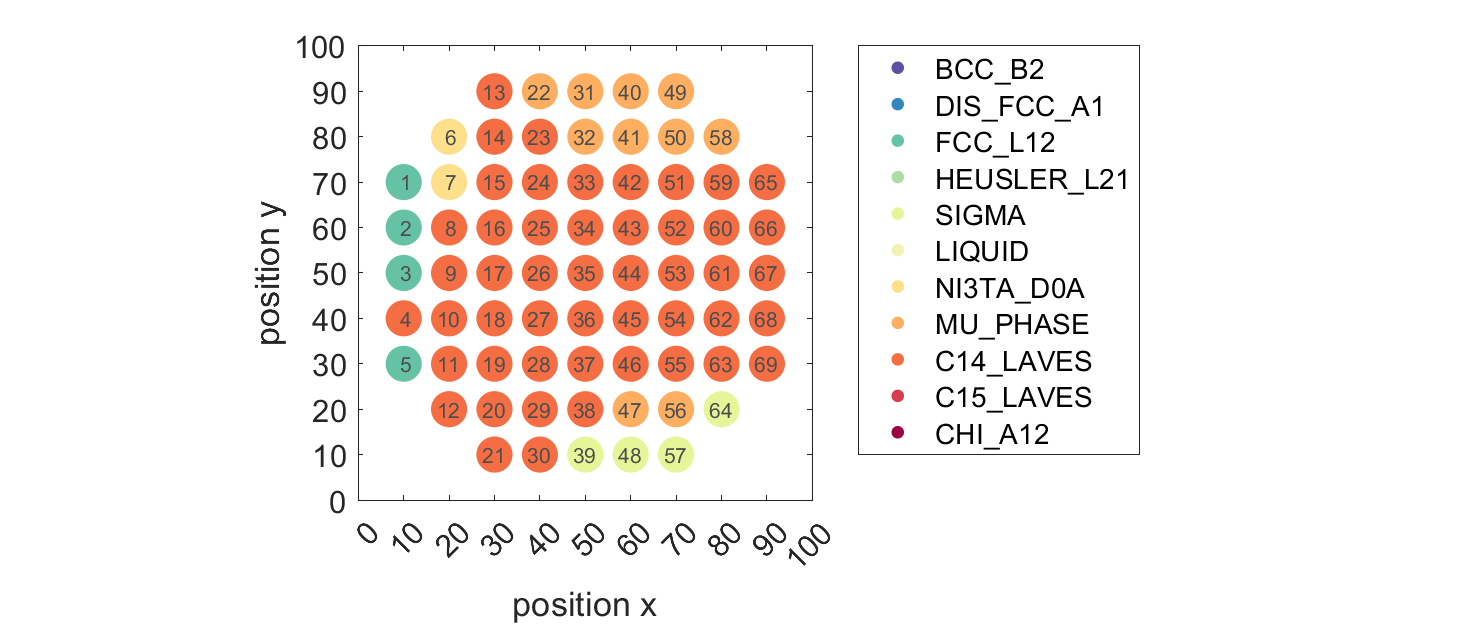 100
90
80
70
60
50
40
30
20
10
0
position y
13 22 31 40 49
6 14 23 32 41 50 58
1 7 15 24 33 42 51 59 65
2 8 16 25 34 43 52 60 66
3 9 17 26 35 44 53 61 67
4 10 18 27 36 45 54 62 68
5 11 19 28 37 46 55 63 69
12 20 29 38 47 56 64
21 30 39 48 57
0 10 20 30 40 50 60 70 80 90 100
position x
BCC_B2
DIS_FCC_A1
FCC_L12
HEUSLER_L21
SIGMA
LIQUID
NI3TA_D0A
MU_PHASE
C14_LAVES
C15_LAVES
CHI_A12